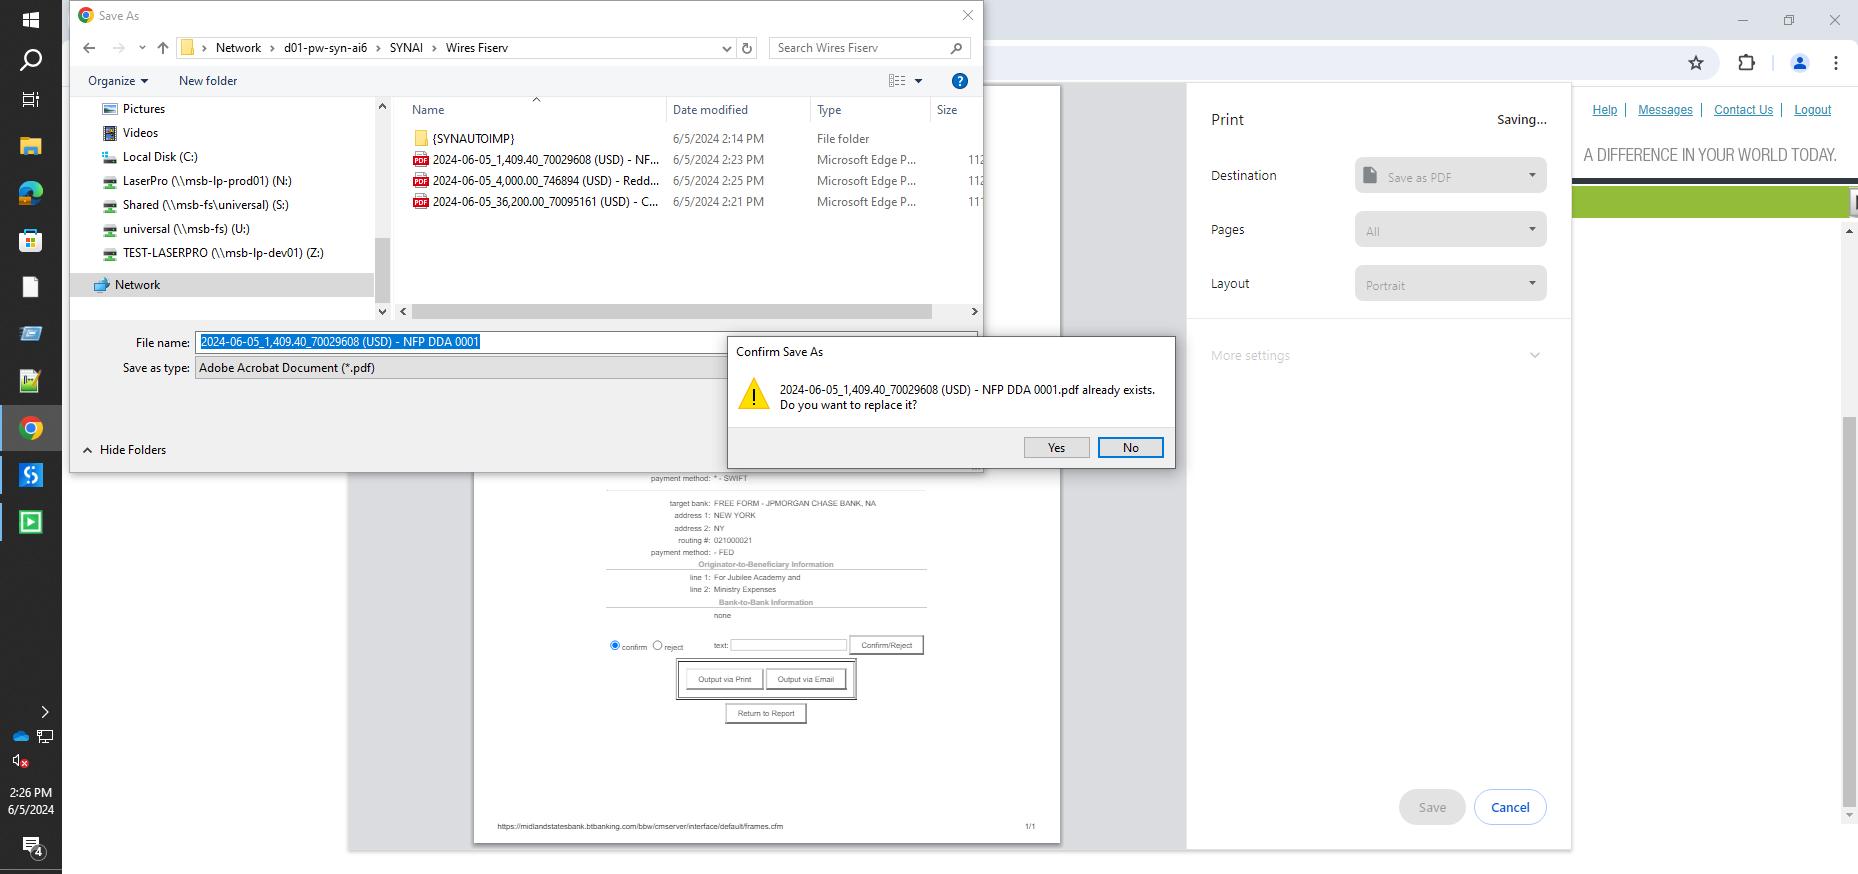 Save As
Network
d01-pw-syn-ai6
SYNAI
Wires Fiserv
Search Wires Fiserv
Organize
New folder
?
Pictures
Videos
Local Disk (C:)
LaserPro (\\msb-lp-prod01) (N:)
Shared (\\msb-fs\universal) (S:)
universal (\\msb-fs) (U:)
TEST-LASERPRO (\\msb-lp-dev01) (Z:)
Network
Name Date modified Type Size
{SYNAUTOIMP} 6/5/2024 2:14 PM File folder
PDF 2024-06-05_1,409.40_70029608 (USD) - NF... 6/5/2024 2:23 PM Microsoft Edge P... 112
PDF 2024-06-05_4,000.00_746894 (USD) - Redd... 6/5/2024 2:25 PM Microsoft Edge P... 112
PDF 2024-06-05_36,200.00_70095161 (USD) - C... 6/5/2024 2:21 PM Microsoft Edge P... 111
File name: 2024-06-05_1,409.40_70029608 (USD) - NFP DDA 0001
Save as type: Adobe Acrobat Document (*.pdf)
Hide Folders
Confirm Save As
2024-06-05_1,409.40_70029608 (USD) - NFP DDA 0001.pdf already exists.
Do you want to replace it?
Yes No
payment method: * - SWIFT
target bank: FREE FORM - JPMORGAN CHASE BANK, NA
address 1: NEW YORK
address 2: NY
routing #: 021000021
payment method: - FED
Originator-to-Beneficiary Information
line 1: For Jubilee Academy and
line 2: Ministry Expenses
Bank-to-Bank Information
none
confirm reject text: Confirm/Reject
Output via Print Output via Email
Return to Report
https://midlandstatesbank.btbanking.com/bbw/cmserver/interface/default/frames.cfm 1/1
Print Saving...
Destination Save as PDF
Pages All
Layout Portrait
More settings
Save Cancel
Help | Messages | Contact Us | Logout
A DIFFERENCE IN YOUR WORLD TODAY.
2:26 PM
6/5/2024
4